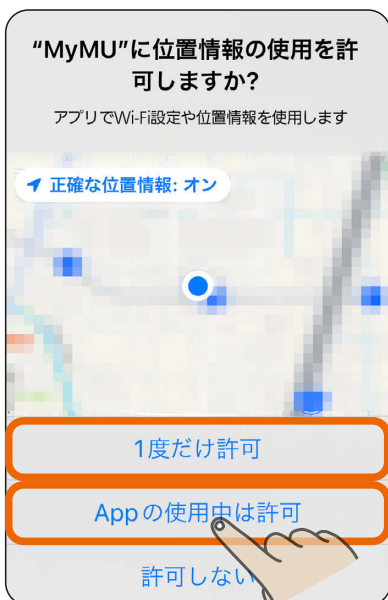 “MyMU”に位置情報の使用を許
可しますか?
アプリでWi-Fi設定や位置情報を使用します
正確な位置情報: オン
1度だけ許可
Appの使用中は許可
許可しない